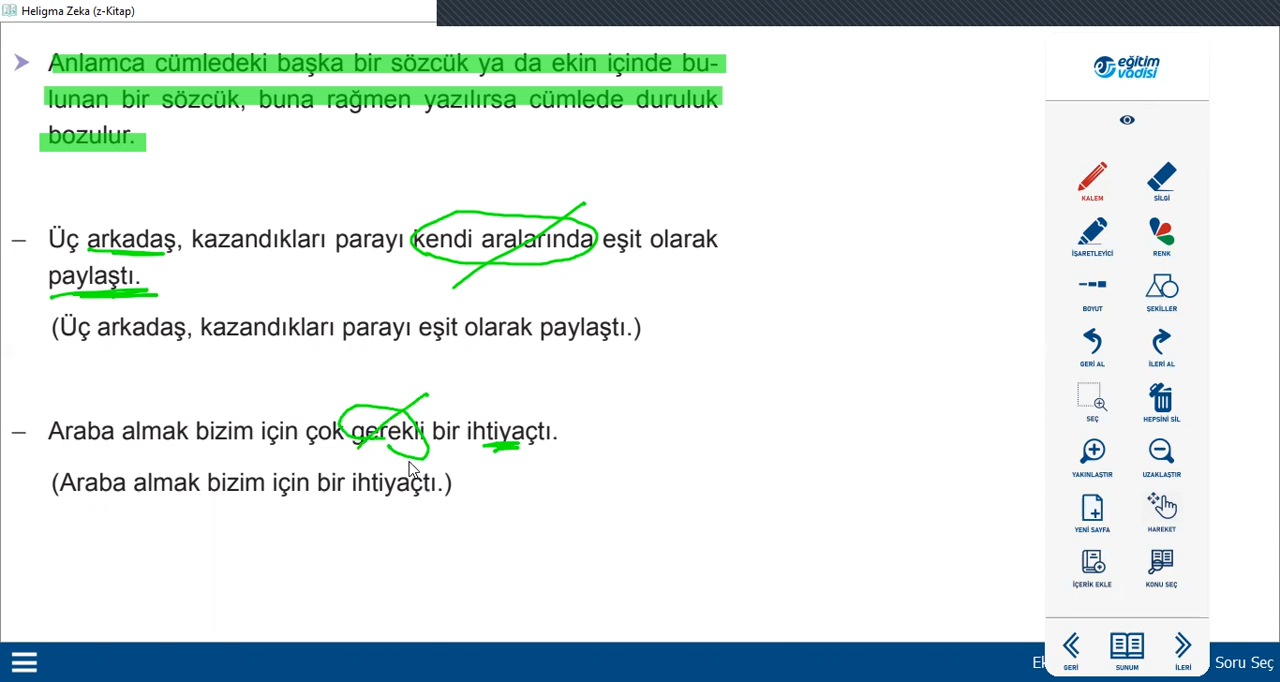 Heligma Zeka (z-Kitap)
Anlamca cümledeki başka bir sözcük ya da ekin içinde bu-
lunan bir sözcük, buna rağmen yazılırsa cümlede duruluk
bozulur.
– Üç arkadaş, kazandıkları parayı kendi aralarında eşit olarak
paylaştı.
(Üç arkadaş, kazandıkları parayı eşit olarak paylaştı.)
– Araba almak bizim için çok gerekli bir ihtiyaçtı.
(Araba almak bizim için bir ihtiyaçtı.)
eğitim
vadisi
KALEM SİLGİ
İŞARETLEYİCİ RENK
BOYUT ŞEKİLLER
GERİ AL İLERİ AL
SEÇ HEPSİNİ SİL
YAKINLAŞTIR UZAKLAŞTIR
YENİ SAYFA HAREKET
İÇERİK EKLE KONU SEÇ
GERİ SUNUM İLERİ
Soru Seç